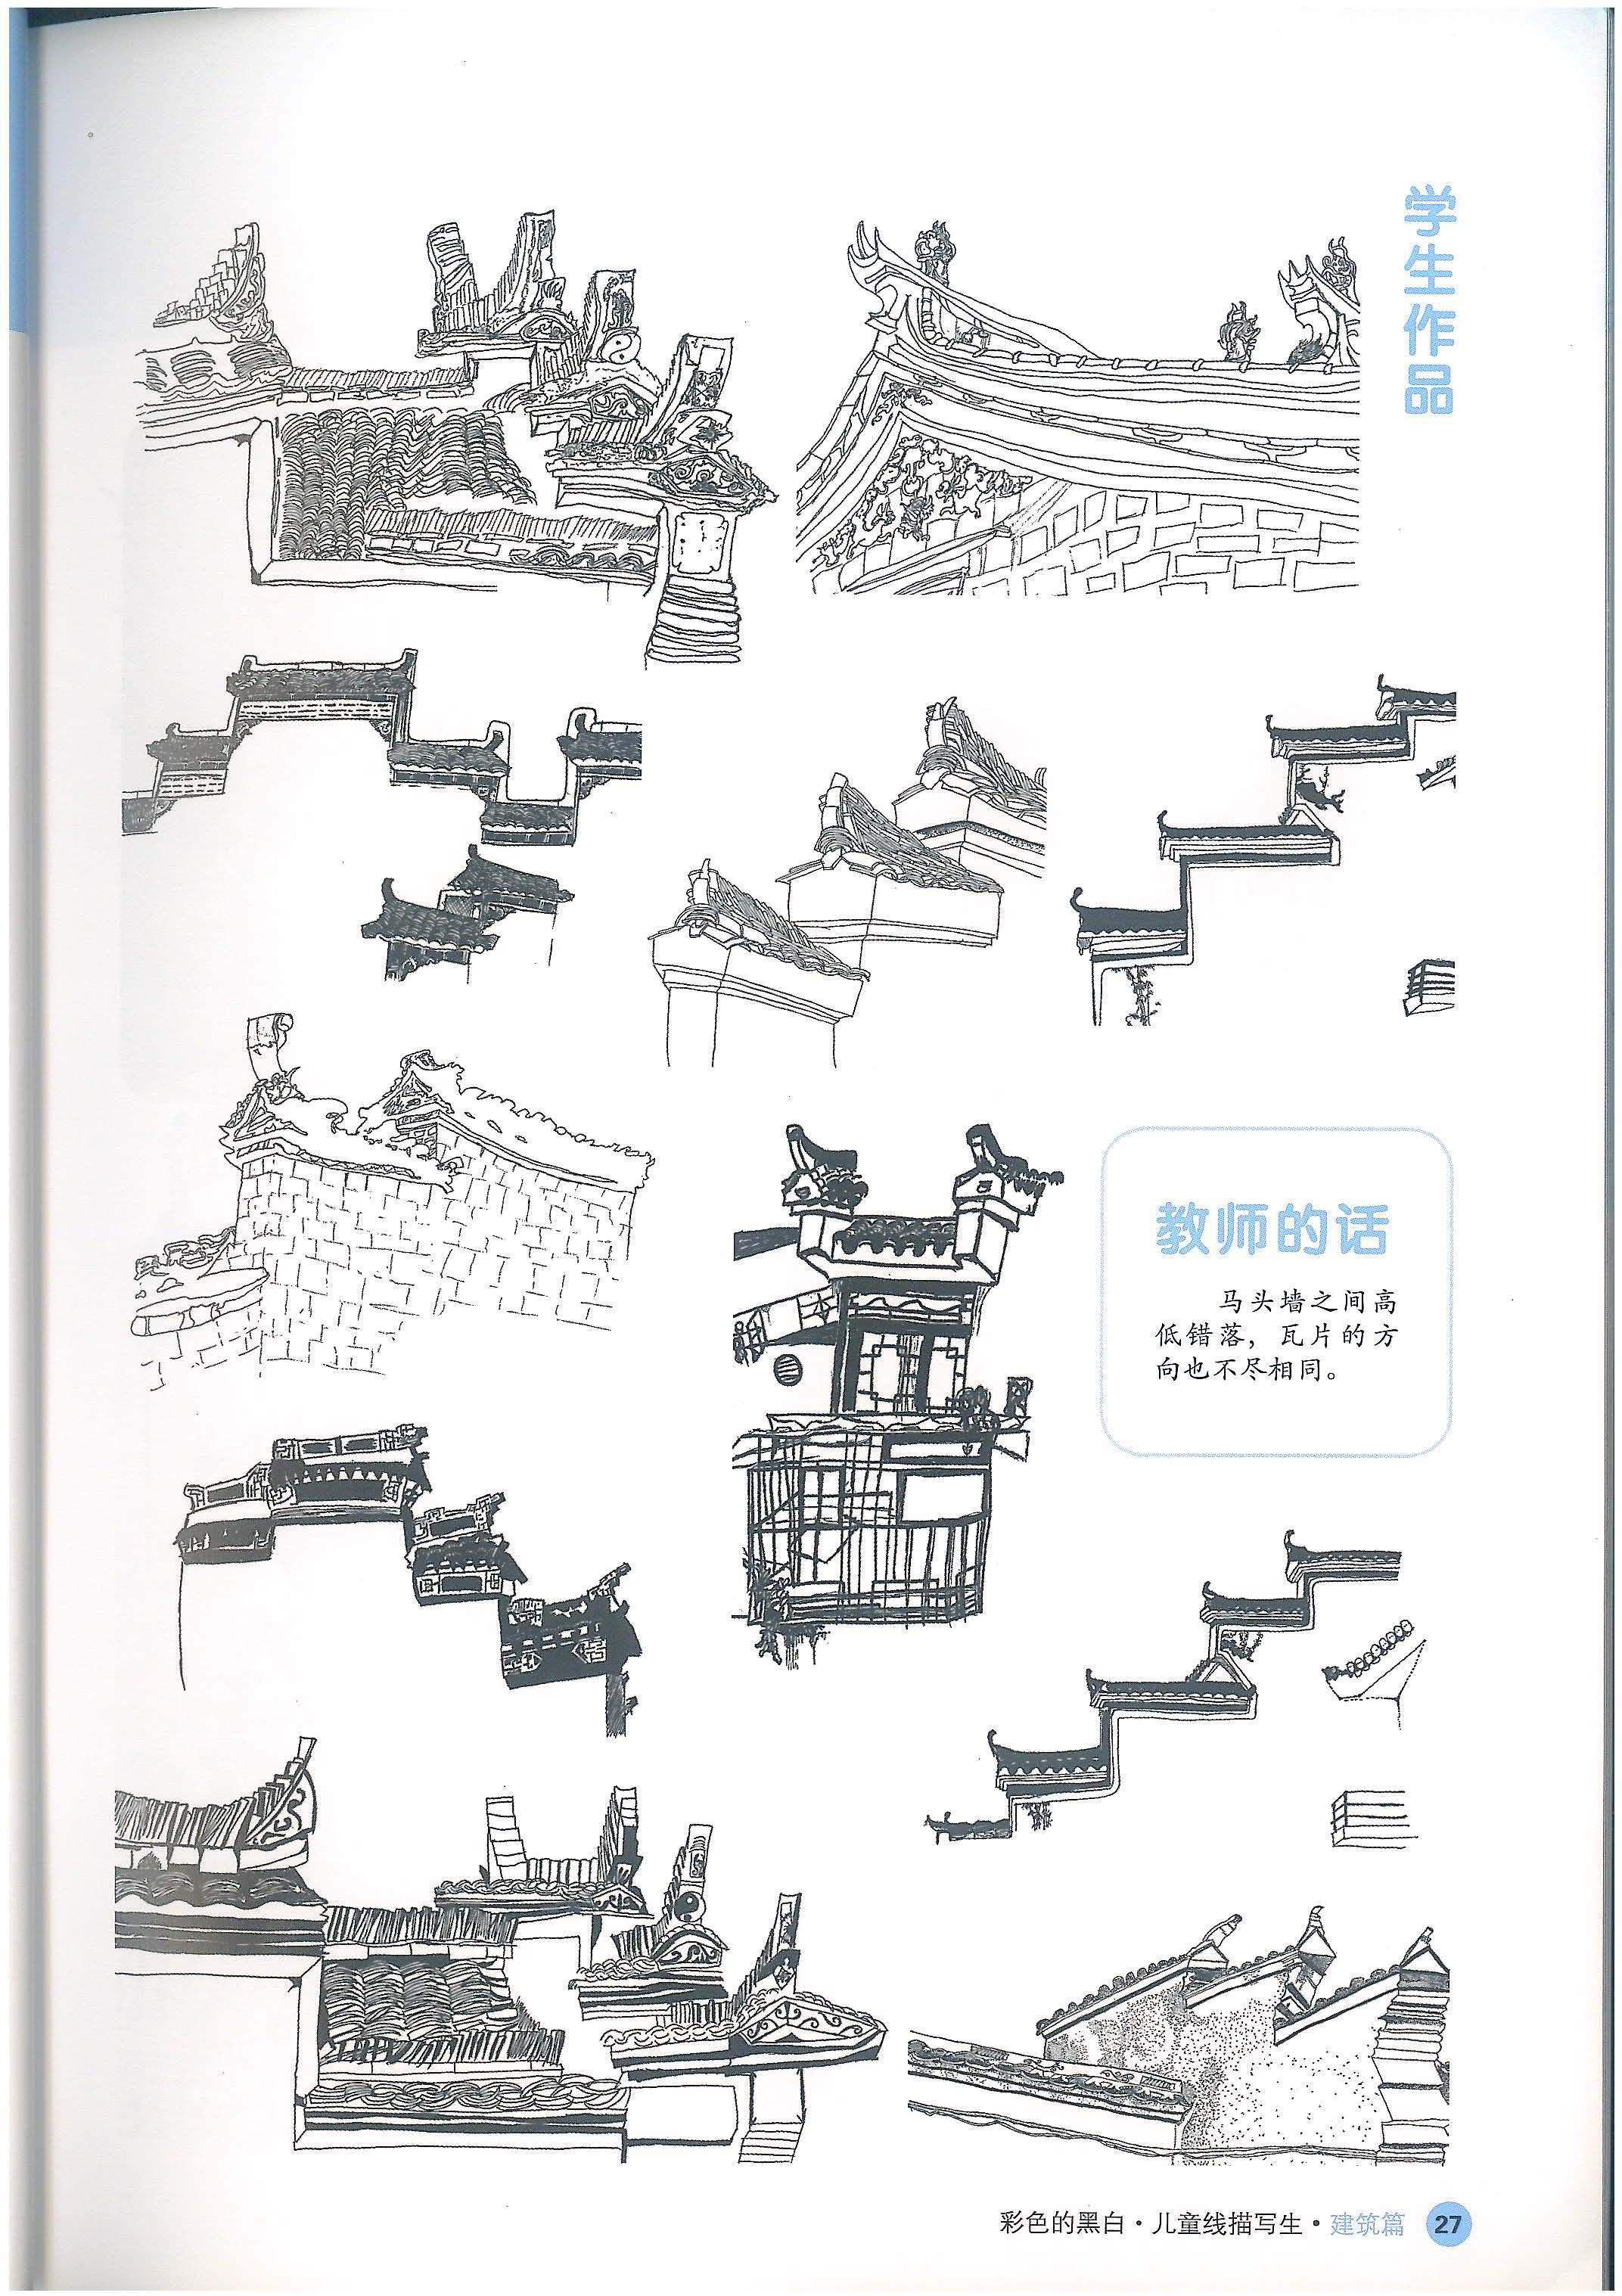 学生作品
教师的话
马头墙之间高
低错落，瓦片的方
向也不尽相同。
彩色的黑白·儿童线描写生·建筑篇 27